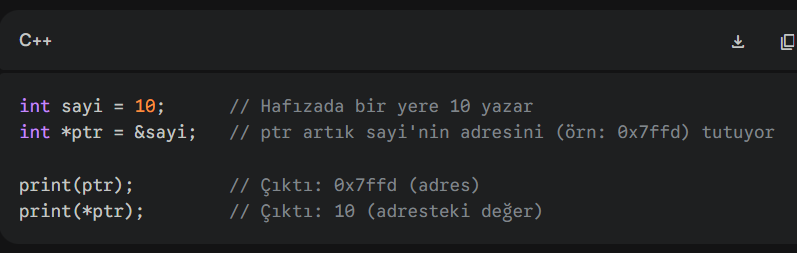 C++
int sayi = 10;      // Hafızada bir yere 10 yazar
int *ptr = &sayi;   // ptr artık sayi'nin adresini (örn: 0x7ffd) tutuyor
print(ptr);         // Çıktı: 0x7ffd (adres)
print(*ptr);        // Çıktı: 10 (adresteki değer)